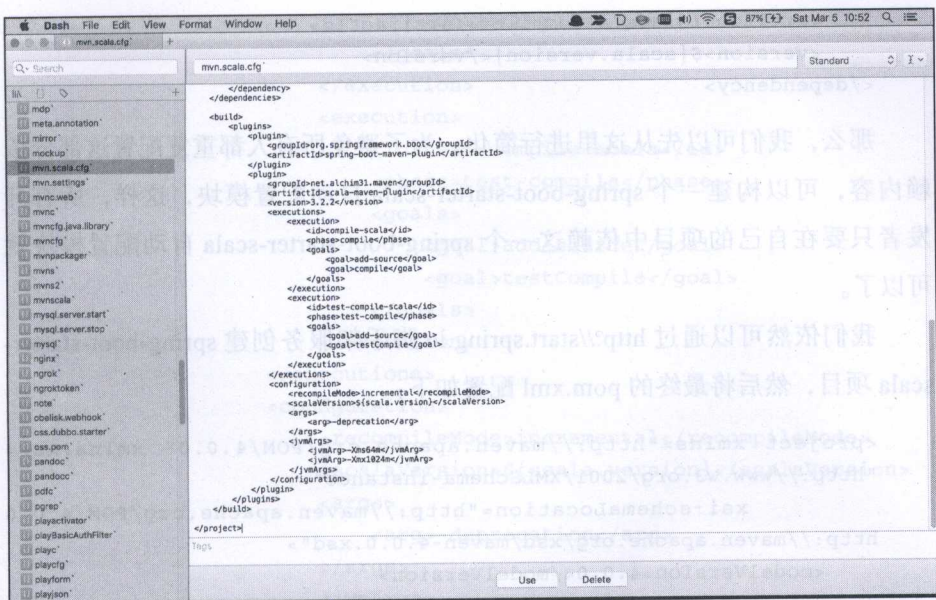 Dash File Edit View Format Window Help
87% Sat Mar 5 10:52
mvn.scala.cfg`
Search
mvn.scala.cfg`
Standard
mdp`
meta.annotation`
mirror
mockup`
mvn.scala.cfg`
mvn.settings`
mvnc.web`
mvnc`
mvncfg.java.library`
mvncfg`
mvnpackager`
mvns`
mvns2`
mvnscala`
mysql.server.start`
mysql.server.stop`
mysql`
nginx`
ngrok`
ngroktoken`
note`
obelisk.webhook`
oss.dubbo.starter`
oss.pom`
pandoc`
pandocc`
pdfc`
pgrep`
playactivator`
playBasicAuthFilter`
playc`
playcfg`
playform`
playjson`
</dependency>
</dependencies>
<build>
<plugins>
<plugin>
<groupId>org.springframework.boot</groupId>
<artifactId>spring-boot-maven-plugin</artifactId>
</plugin>
<plugin>
<groupId>net.alchim31.maven</groupId>
<artifactId>scala-maven-plugin</artifactId>
<version>3.2.2</version>
<executions>
<execution>
<id>compile-scala</id>
<phase>compile</phase>
<goals>
<goal>add-source</goal>
<goal>compile</goal>
</goals>
</execution>
<execution>
<id>test-compile-scala</id>
<phase>test-compile</phase>
<goals>
<goal>add-source</goal>
<goal>testCompile</goal>
</goals>
</execution>
</executions>
<configuration>
<recompileMode>incremental</recompileMode>
<scalaVersion>${scala.version}</scalaVersion>
<args>
<arg>-deprecation</arg>
</args>
<jvmArgs>
<jvmArg>-Xms64m</jvmArg>
<jvmArg>-Xmx1024m</jvmArg>
</jvmArgs>
</configuration>
</plugin>
</plugins>
</build>
</project>
Tags
Use Delete